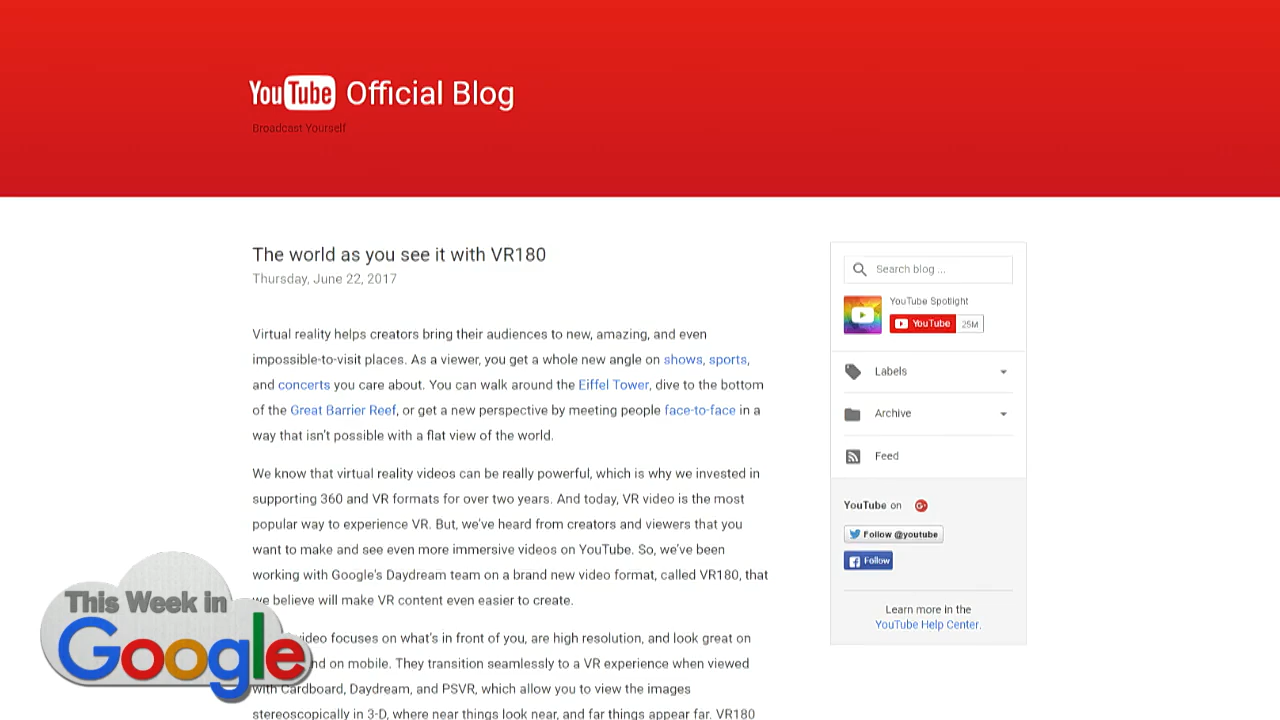 YouTube Official Blog
Broadcast Yourself
The world as you see it with VR180
Thursday, June 22, 2017
Virtual reality helps creators bring their audiences to new, amazing, and even
impossible-to-visit places. As a viewer, you get a whole new angle on shows, sports,
and concerts you care about. You can walk around the Eiffel Tower, dive to the bottom
of the Great Barrier Reef, or get a new perspective by meeting people face-to-face in a
way that isn't possible with a flat view of the world.
We know that virtual reality videos can be really powerful, which is why we invested in
supporting 360 and VR formats for over two years. And today, VR video is the most
popular way to experience VR. But, we've heard from creators and viewers that you
want to make and see even more immersive videos on YouTube. So, we've been
working with Google's Daydream team on a brand new video format, called VR180, that
we believe will make VR content even easier to create.
video focuses on what's in front of you, are high resolution, and look great on
on mobile. They transition seamlessly to a VR experience when viewed
with Cardboard, Daydream, and PSVR, which allow you to view the images
stereoscopically in 3-D, where near things look near, and far things appear far. VR180
Search blog ...
YouTube Spotlight
YouTube 25M
Labels
Archive
Feed
YouTube on G+
Follow @youtube
Follow
Learn more in the
YouTube Help Center.
This Week in
Google